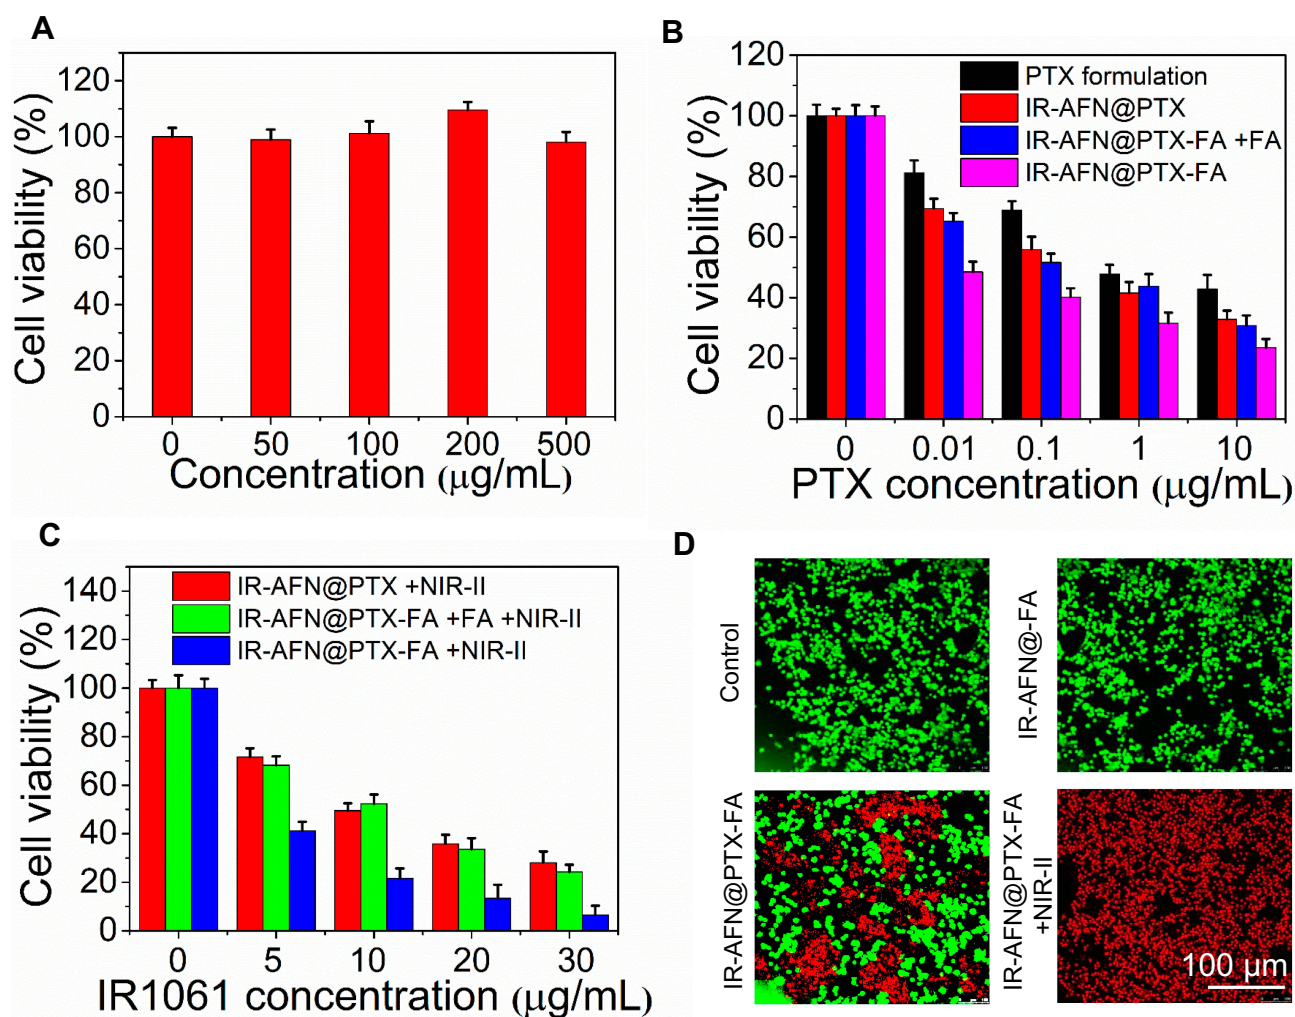 A
120
100
80
60
40
20
0
Cell viability (%)
0 50 100 200 500
Concentration (μg/mL)
B
120
100
80
60
40
20
0
Cell viability (%)
PTX formulation
IR-AFN@PTX
IR-AFN@PTX-FA +FA
IR-AFN@PTX-FA
0 0.01 0.1 1 10
PTX concentration (μg/mL)
C
140
120
100
80
60
40
20
0
Cell viability (%)
IR-AFN@PTX +NIR-II
IR-AFN@PTX-FA +FA +NIR-II
IR-AFN@PTX-FA +NIR-II
0 5 10 20 30
IR1061 concentration (μg/mL)
D
Control
IR-AFN@-FA
IR-AFN@PTX-FA
IR-AFN@PTX-FA
+NIR-II
100 μm